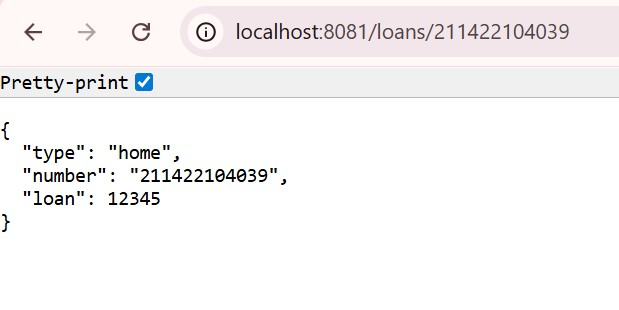 localhost:8081/loans/211422104039
Pretty-print
{
"type": "home",
"number": "211422104039",
"loan": 12345
}